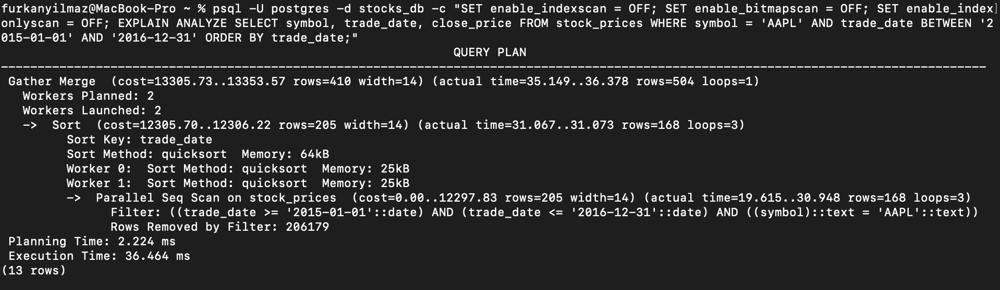 furkanyilmaz@MacBook-Pro ~ % psql -U postgres -d stocks_db -c "SET enable_indexscan = OFF; SET enable_bitmapscan = OFF; SET enable_index]
onlyscan = OFF; EXPLAIN ANALYZE SELECT symbol, trade_date, close_price FROM stock_prices WHERE symbol = 'AAPL' AND trade_date BETWEEN '2
015-01-01' AND '2016-12-31' ORDER BY trade_date;"
QUERY PLAN
---------------------------------------------------------------------------------------------------------------------------------------
 Gather Merge  (cost=13305.73..13353.57 rows=410 width=14) (actual time=35.149..36.378 rows=504 loops=1)
   Workers Planned: 2
   Workers Launched: 2
   ->  Sort  (cost=12305.70..12306.22 rows=205 width=14) (actual time=31.067..31.073 rows=168 loops=3)
         Sort Key: trade_date
         Sort Method: quicksort  Memory: 64kB
         Worker 0:  Sort Method: quicksort  Memory: 25kB
         Worker 1:  Sort Method: quicksort  Memory: 25kB
         ->  Parallel Seq Scan on stock_prices  (cost=0.00..12297.83 rows=205 width=14) (actual time=19.615..30.948 rows=168 loops=3)
               Filter: ((trade_date >= '2015-01-01'::date) AND (trade_date <= '2016-12-31'::date) AND ((symbol)::text = 'AAPL'::text))
               Rows Removed by Filter: 206179
 Planning Time: 2.224 ms
 Execution Time: 36.464 ms
(13 rows)